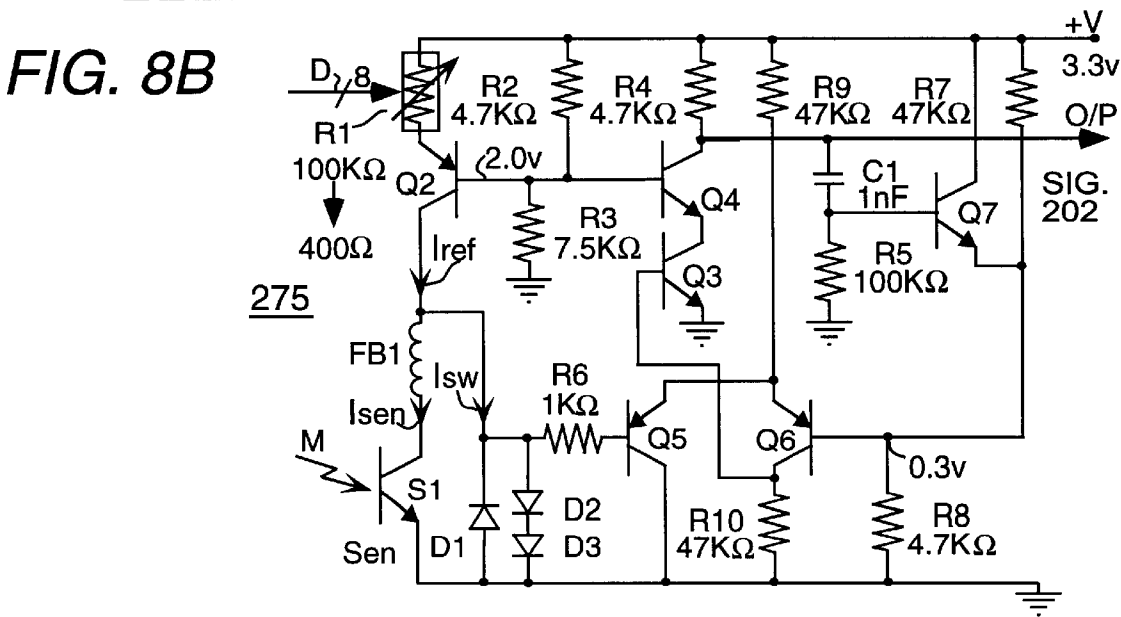 FIG. 8B
+V
3.3v
D
8
R1
100KΩ
400Ω
R2
4.7KΩ
R4
4.7KΩ
R9
47KΩ
R7
47KΩ
O/P
SIG.
202
Q2
2.0v
R3
7.5KΩ
Q4
Q3
C1
1nF
Q7
R5
100KΩ
Iref
275
FB1
Isw
Isen
R6
1KΩ
Q5
Q6
0.3v
M
S1
Sen
D1
D2
D3
R10
47KΩ
R8
4.7KΩ